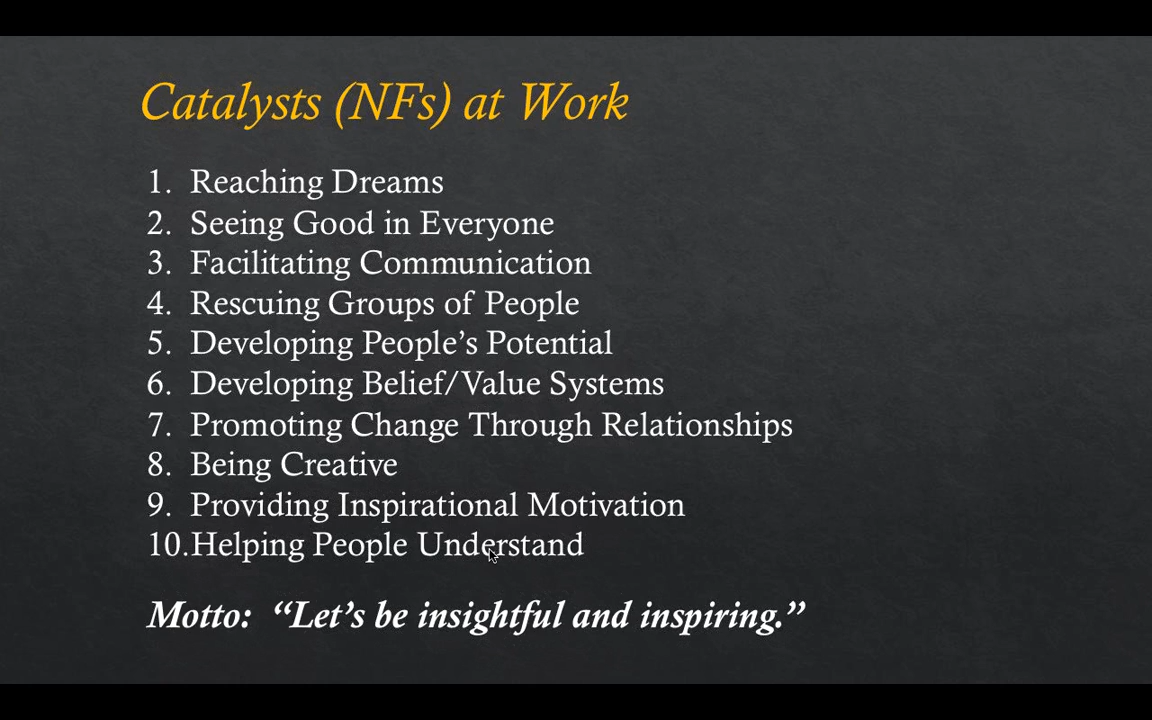 Catalysts (NFs) at Work
1. Reaching Dreams
2. Seeing Good in Everyone
3. Facilitating Communication
4. Rescuing Groups of People
5. Developing People’s Potential
6. Developing Belief/Value Systems
7. Promoting Change Through Relationships
8. Being Creative
9. Providing Inspirational Motivation
10.Helping People Understand
Motto: “Let’s be insightful and inspiring.”